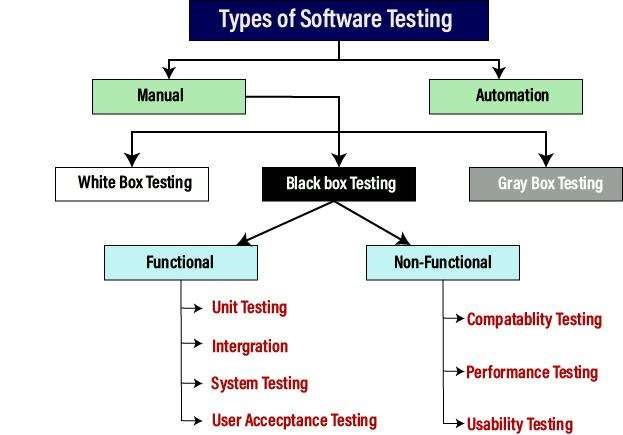 Types of Software Testing
Manual
Automation
White Box Testing
Black box Testing
Gray Box Testing
Functional
Non-Functional
Unit Testing
Intergration
System Testing
User Accecptance Testing
Compatablity Testing
Performance Testing
Usability Testing